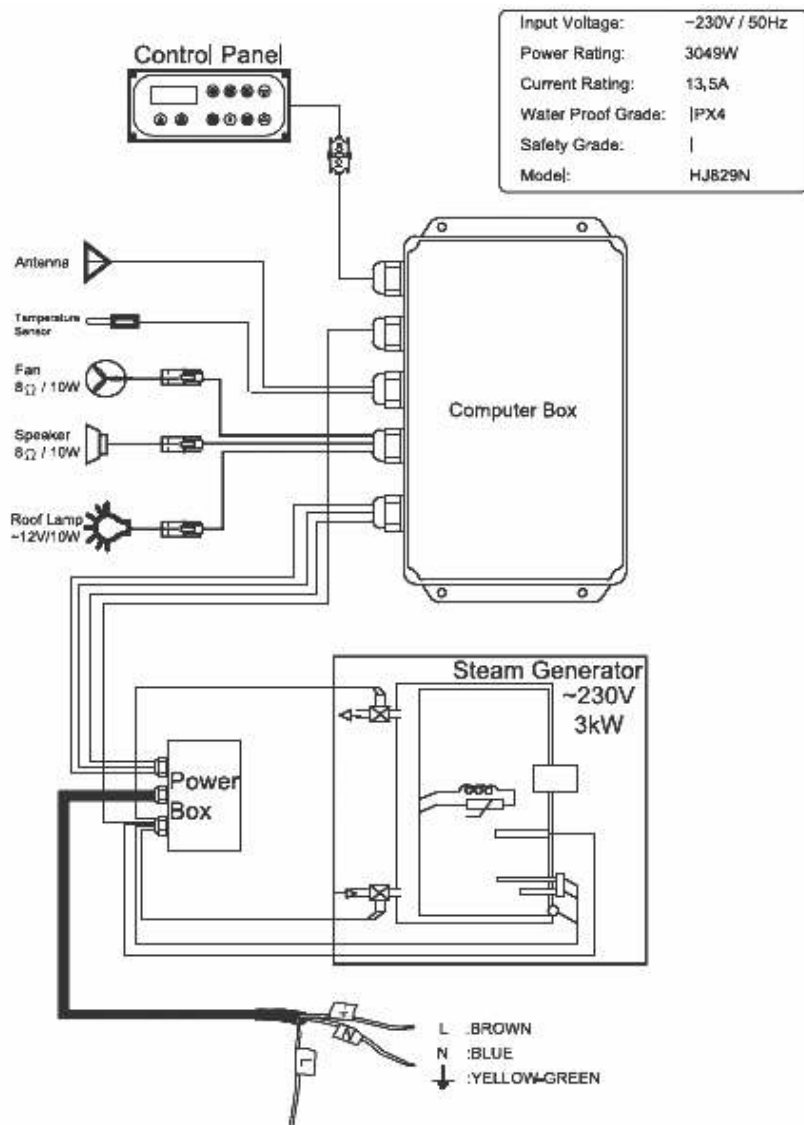 Input Voltage: ~230V / 50Hz
Power Rating: 3049W
Current Rating: 13,5A
Water Proof Grade: IPX4
Safety Grade: I
Model: HJ829N
Control Panel
Antenna
Temperature
Sensor
Fan
8Ω / 10W
Speaker
8Ω / 10W
Roof Lamp
~12V/10W
Computer Box
Steam Generator
~230V
3kW
Power
Box
N
L
L :BROWN
N :BLUE
:YELLOW-GREEN